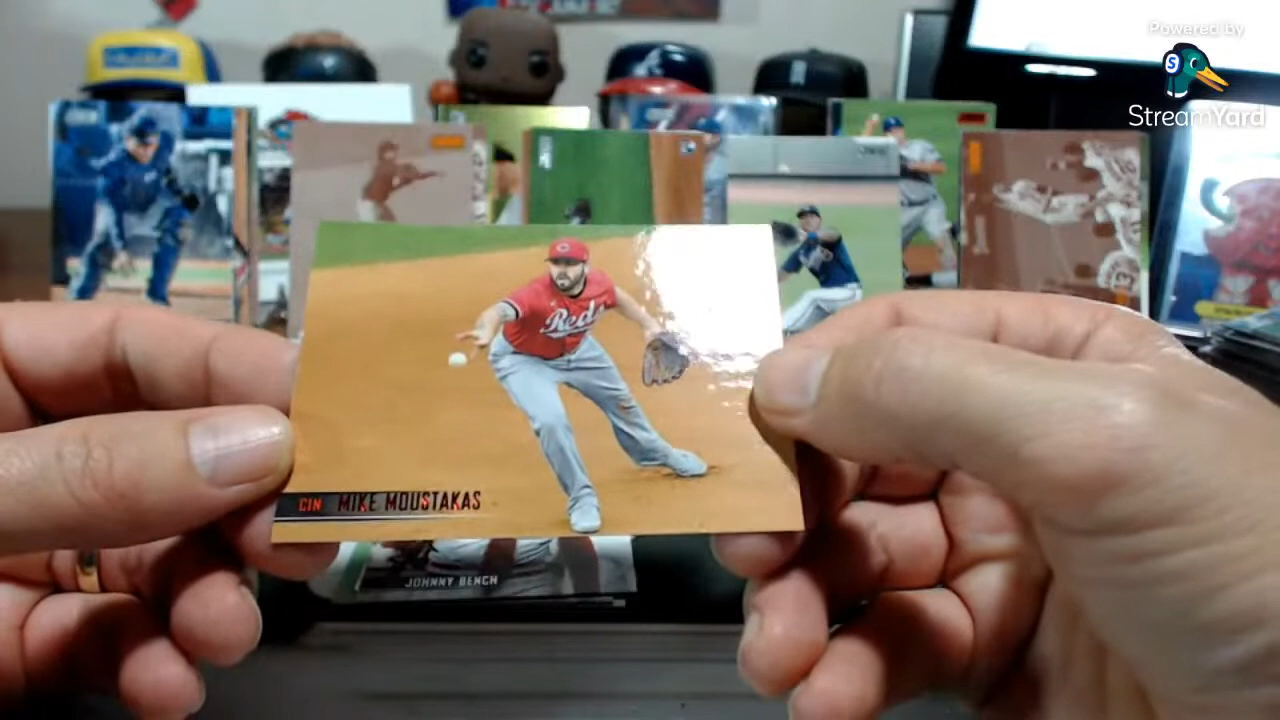 Powered by
StreamYard
Reds
CIN MIKE MOUSTAKAS
JOHNNY BENCH